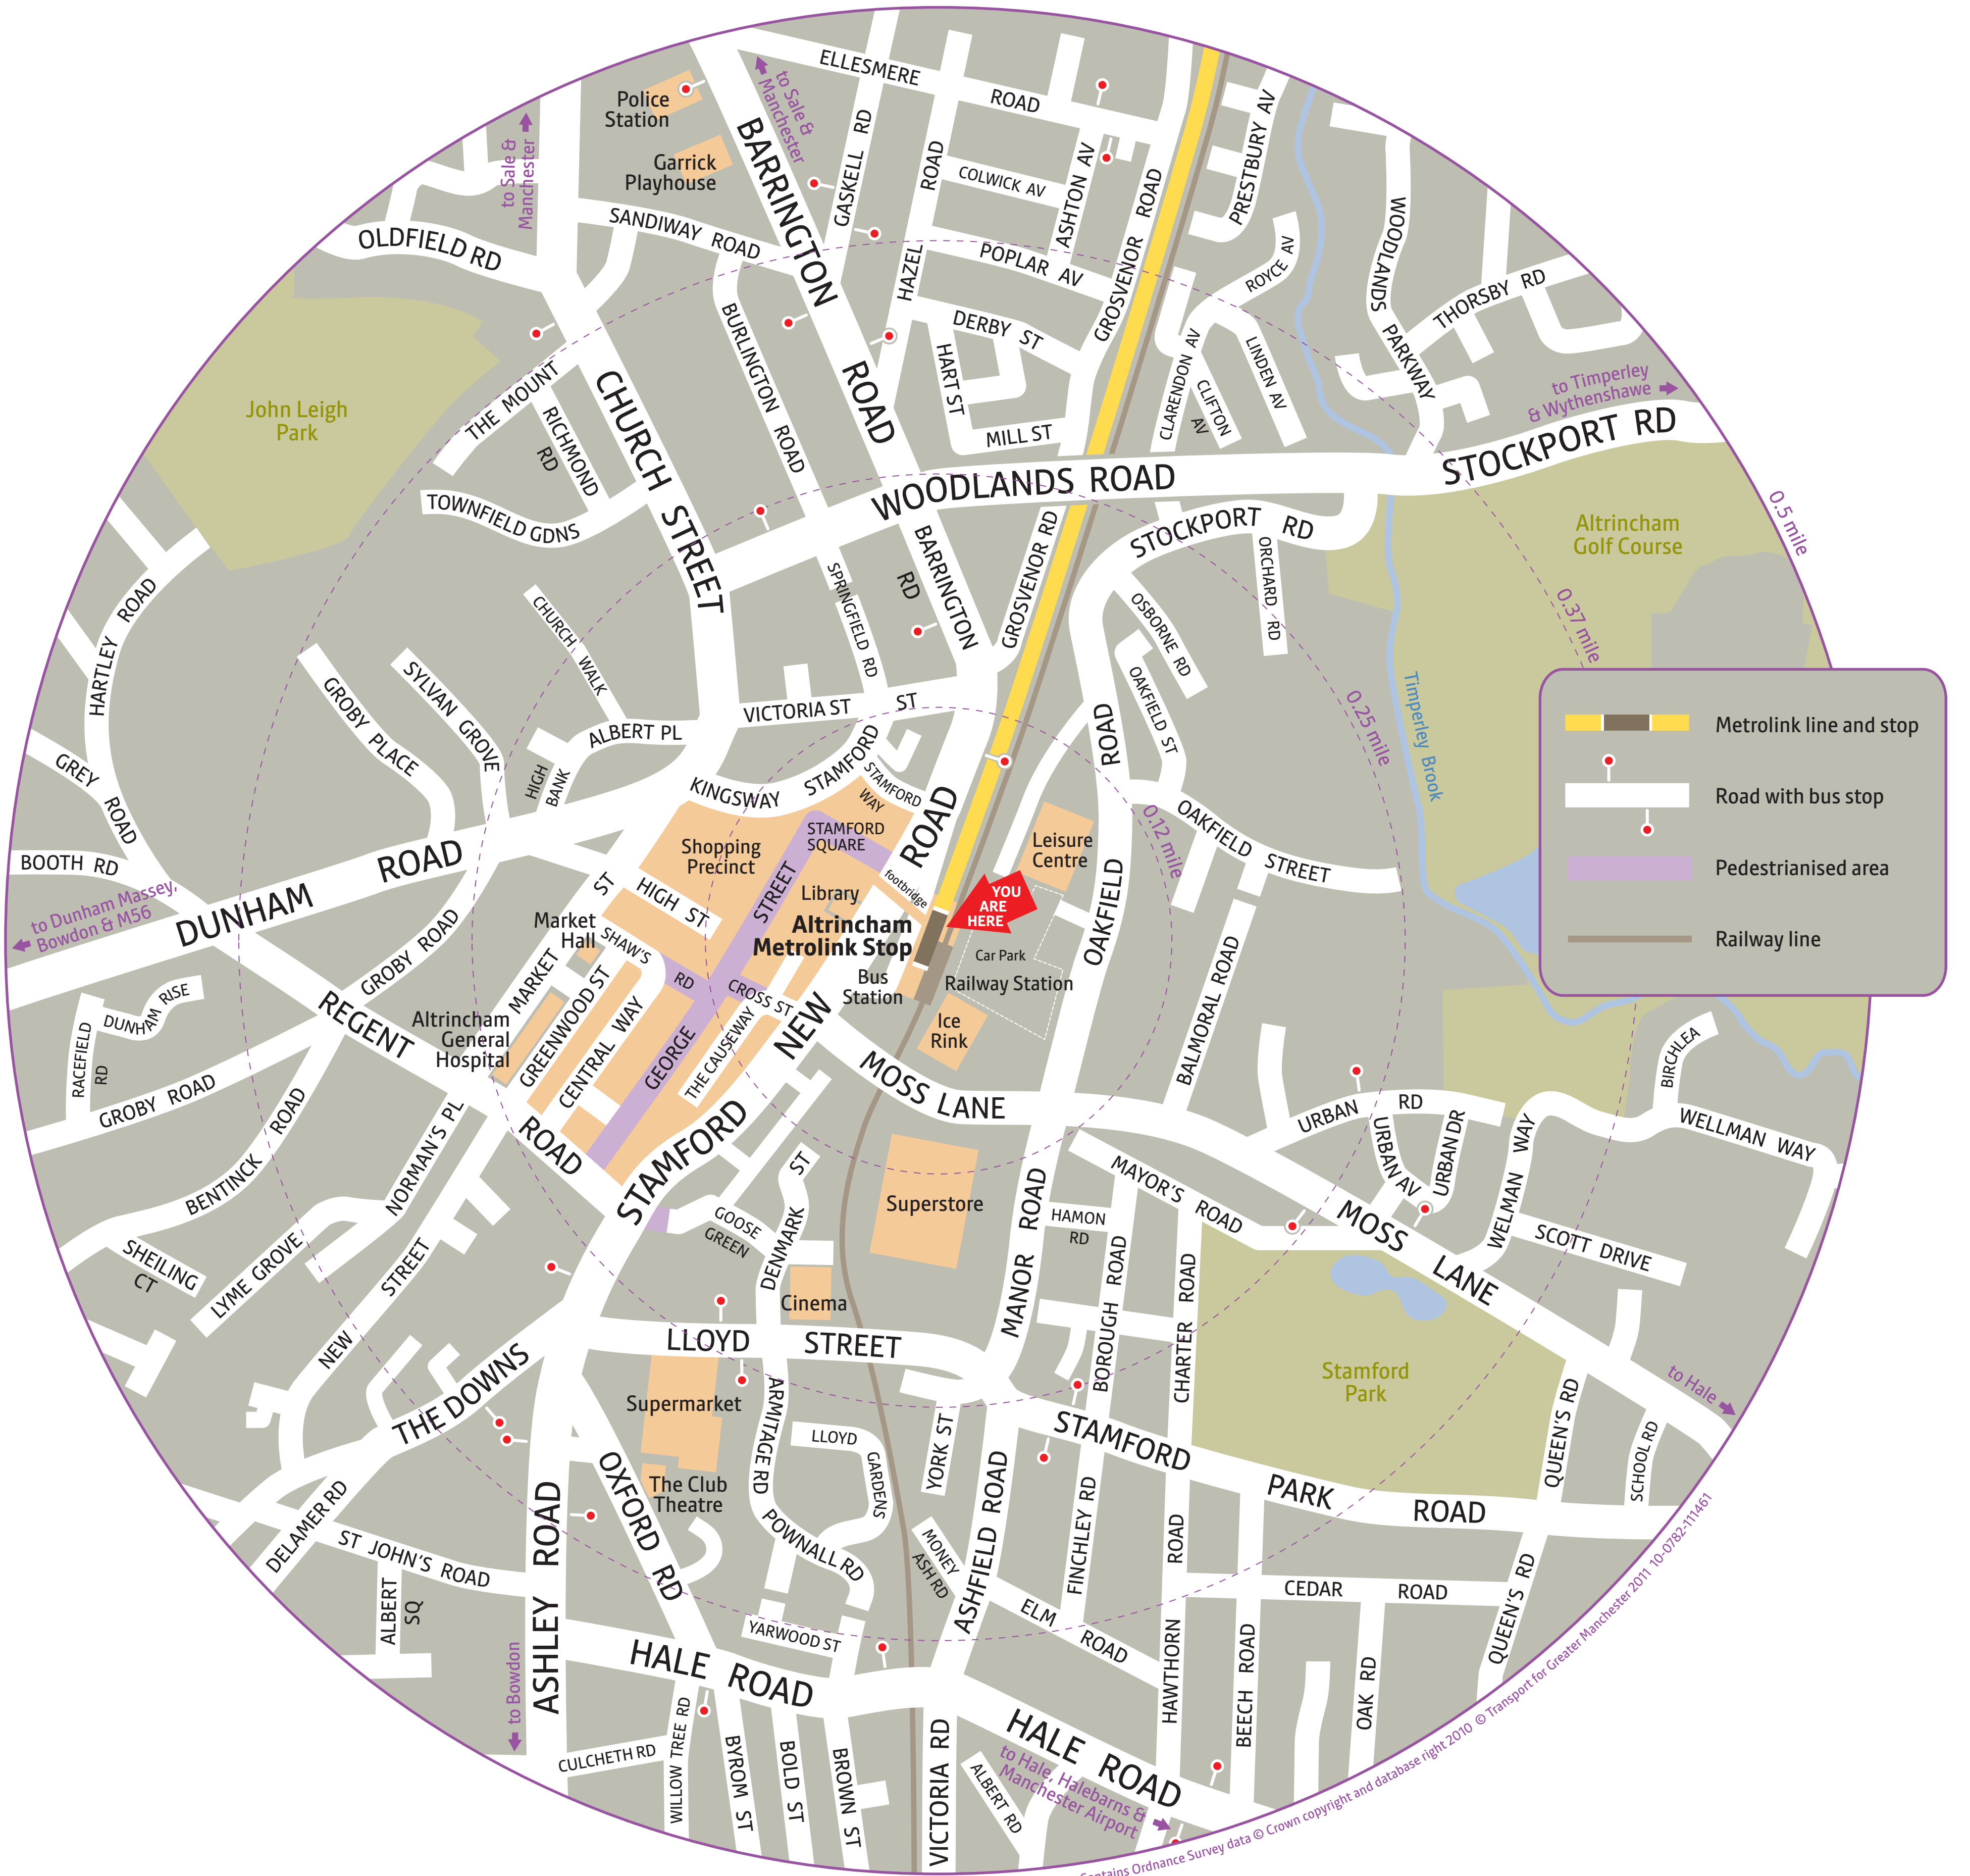 ELLESMERE ROAD
Police
Station
to Sale &
Manchester
Garrick
Playhouse
to Sale &
Manchester
BARRINGTON ROAD
GASKELL RD
HAZEL ROAD
COLWICK AV
ASHTON AV
GROSVENOR ROAD
PRESTBURY AV
WOODLANDS PARKWAY
OLDFIELD RD
SANDIWAY ROAD
POPLAR AV
ROYCE AV
THORSBY RD
DERBY ST
HART ST
MILL ST
CLARENDON AV
CLIFTON
AV
LINDEN AV
BURLINGTON ROAD
John Leigh
Park
THE MOUNT
RICHMOND
RD
TOWNFIELD GDNS
CHURCH STREET
to Timperley
& Wythenshawe
STOCKPORT RD
WOODLANDS ROAD
STOCKPORT RD
Altrincham
Golf Course
0.5 mile
0.37 mile
0.25 mile
0.12 mile
BARRINGTON
RD
GROSVENOR RD
SPRINGFIELD RD
ORCHARD RD
OSBORNE RD
OAKFIELD ST
OAKFIELD ROAD
OAKFIELD STREET
Timperley Brook
HARTLEY ROAD
CHURCH WALK
GROBY PLACE
SYLVAN GROVE
ALBERT PL
VICTORIA ST
ST
HIGH
BANK
GREY ROAD
BOOTH RD
KINGSWAY
STAMFORD
STAMFORD
WAY
STAMFORD
SQUARE
Shopping
Precinct
Library
footbridge
Leisure
Centre
YOU
ARE
HERE
Metrolink line and stop
Road with bus stop
Pedestrianised area
Railway line
DUNHAM ROAD
to Dunham Massey,
Bowdon & M56
HIGH ST
Market
Hall
SHAW'S
RD
MARKET ST
Altrincham
Metrolink Stop
Bus
Station
Car Park
Railway Station
Ice
Rink
CROSS ST
GEORGE STREET
THE CAUSEWAY
STAMFORD NEW ROAD
GREENWOOD ST
CENTRAL WAY
Altrincham
General
Hospital
GROBY ROAD
DUNHAM RISE
RACEFIELD
RD
GROBY ROAD
REGENT ROAD
BENTINCK ROAD
NORMAN'S PL
SHEILING
CT
LYME GROVE
NEW STREET
MOSS LANE
BALMORAL ROAD
URBAN RD
URBAN AV
URBAN DR
WELMAN WAY
BIRCHLEA
WELLMAN WAY
SCOTT DRIVE
MOSS LANE
to Hale
MAYOR'S ROAD
HAMON
RD
MANOR ROAD
BOROUGH ROAD
CHARTER ROAD
Superstore
GOOSE
GREEN
DENMARK ST
Cinema
LLOYD STREET
Supermarket
The Club
Theatre
Stamford
Park
STAMFORD PARK ROAD
QUEEN'S RD
SCHOOL RD
THE DOWNS
DELAMER RD
ST JOHN'S ROAD
ALBERT
SQ
ASHLEY ROAD
to Bowdon
OXFORD RD
ARMITAGE RD
LLOYD
GARDENS
POWNALL RD
YORK ST
MONEY
ASH RD
ASHFIELD ROAD
FINCHLEY RD
ELM ROAD
HAWTHORN ROAD
CEDAR ROAD
BEECH ROAD
OAK RD
QUEEN'S RD
YARWOOD ST
HALE ROAD
CULCHETH RD
WILLOW TREE RD
BYROM ST
BOLD ST
BROWN ST
VICTORIA RD
ALBERT RD
HALE ROAD
to Hale, Halebarns &
Manchester Airport
Contains Ordnance Survey data © Crown copyright and database right 2010 © Transport for Greater Manchester 2011 10-0782-111461